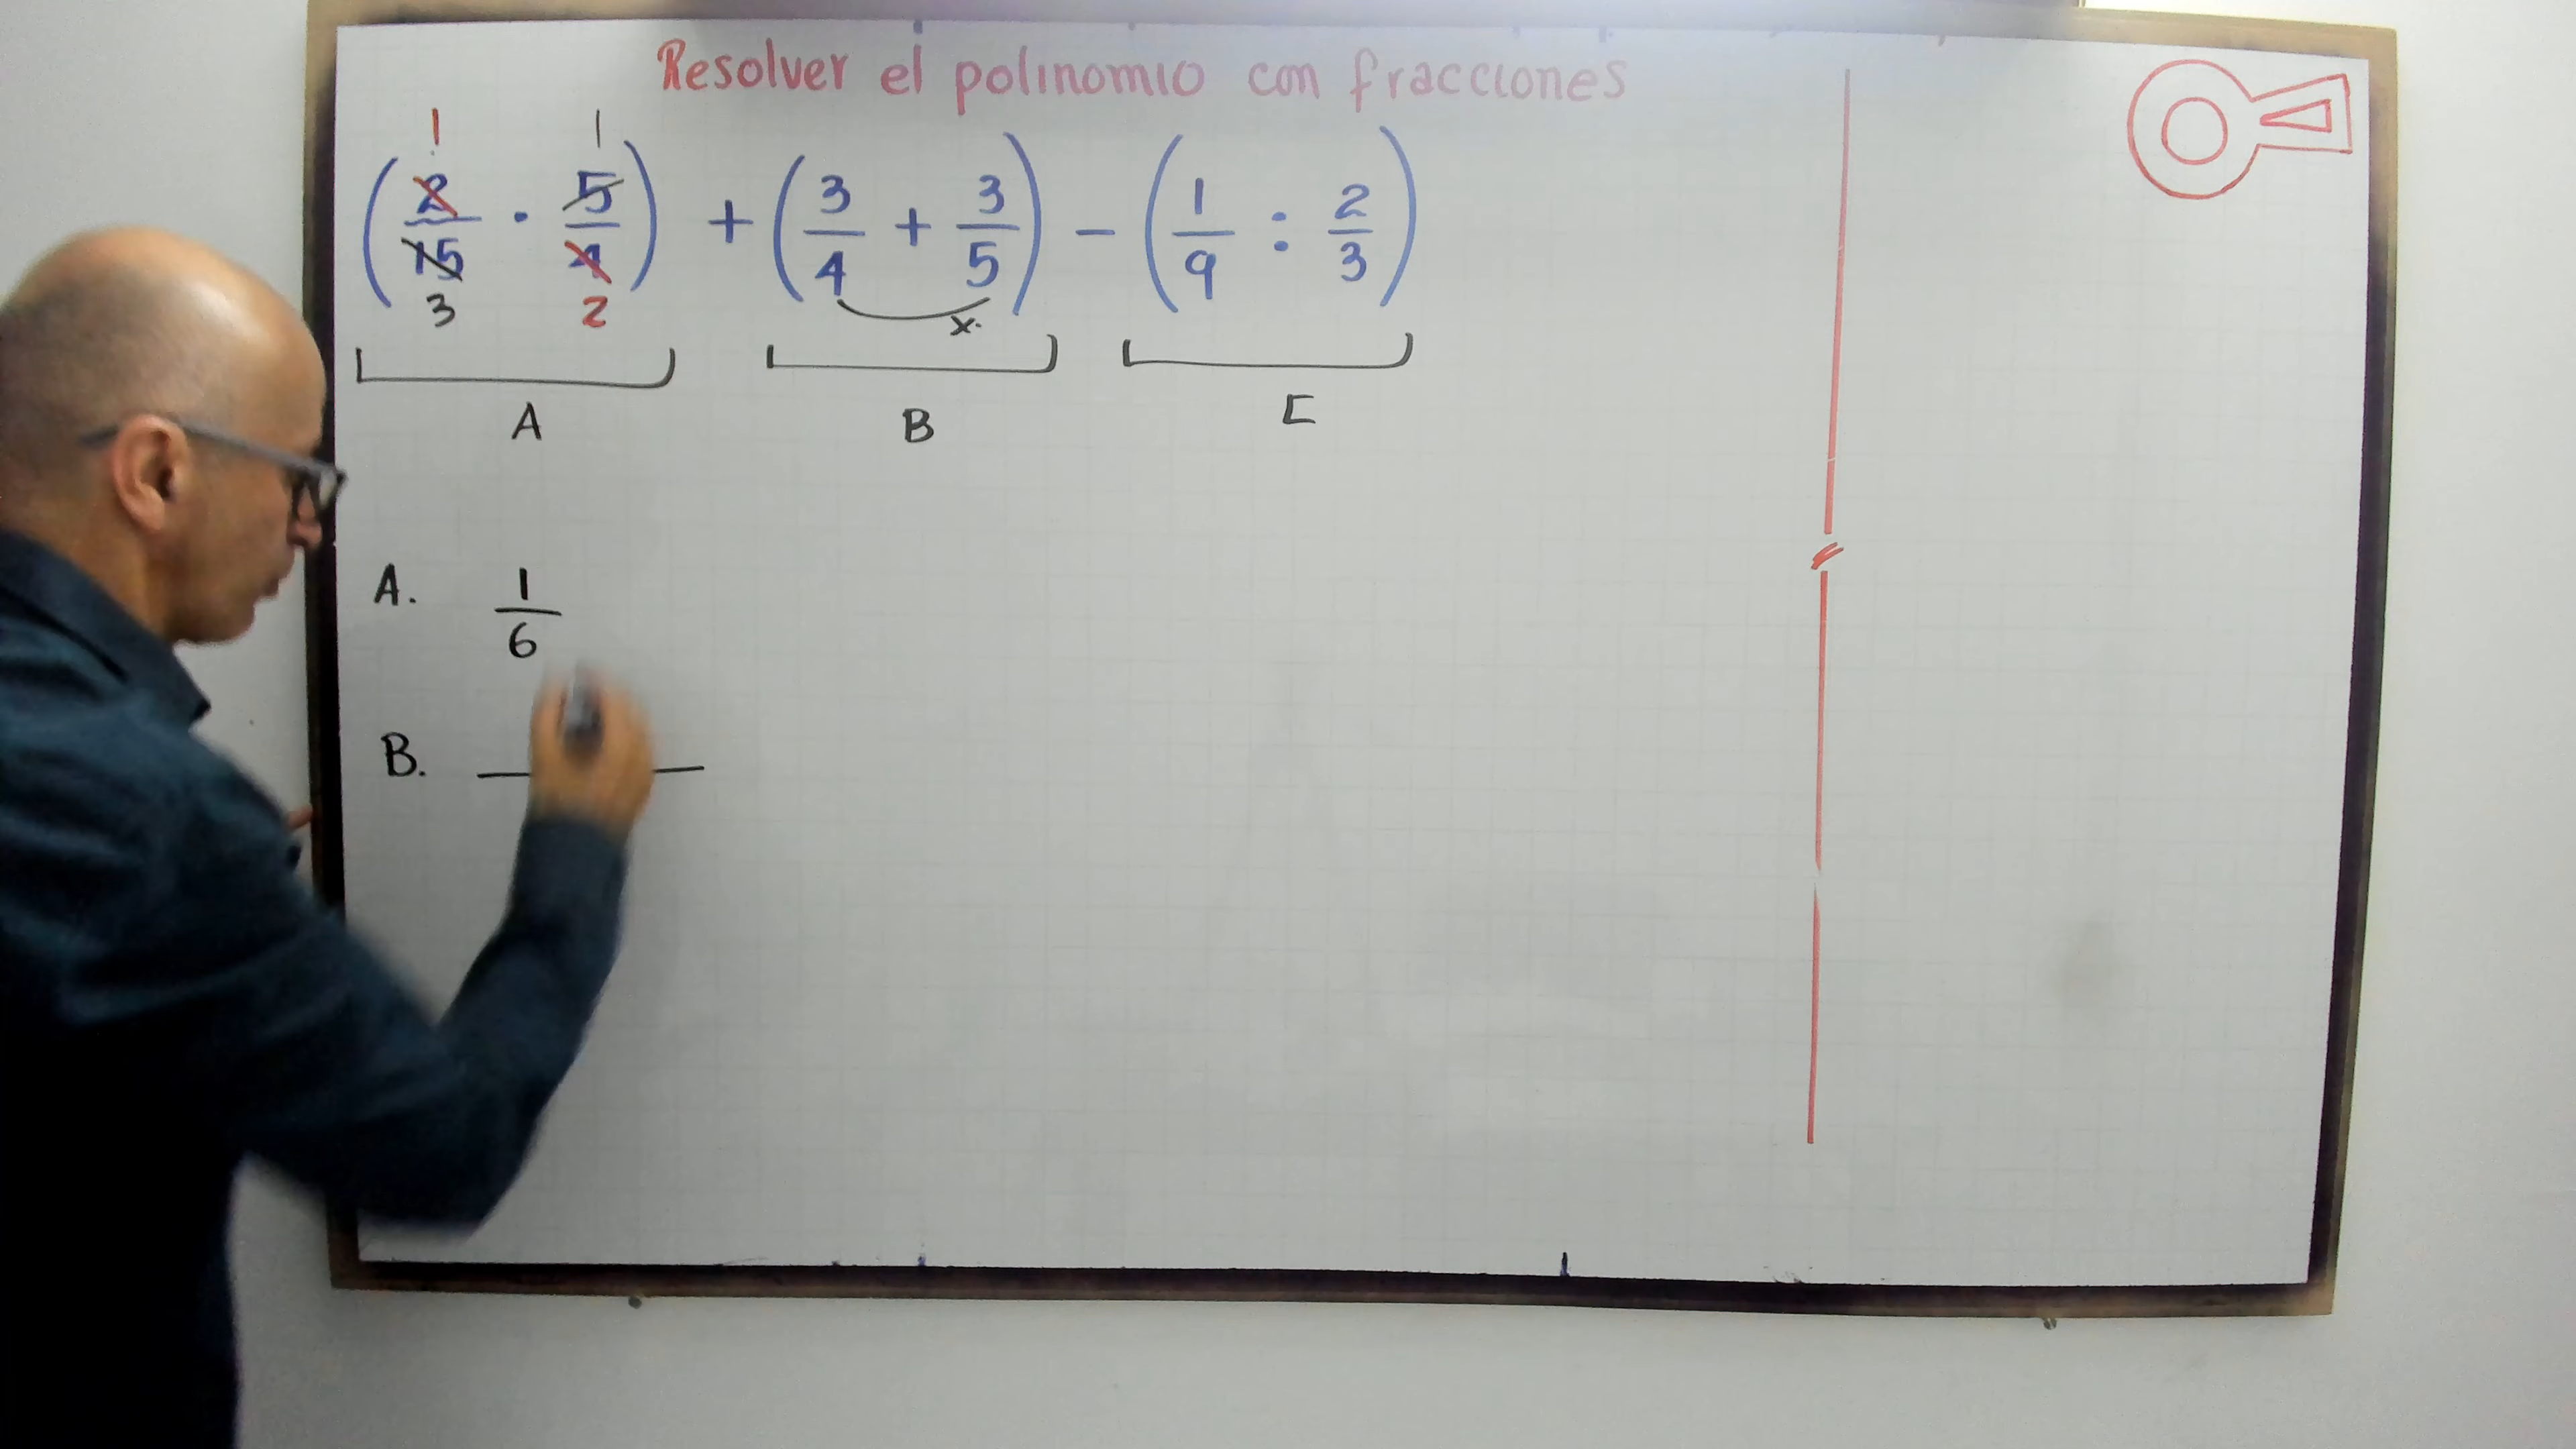 Resolver el polinomio con fracciones
1 1
(2/15 · 5/4) + (3/4 + 3/5) - (1/9 : 2/3)
3 2 x.
A B C
A. 1/6
B.